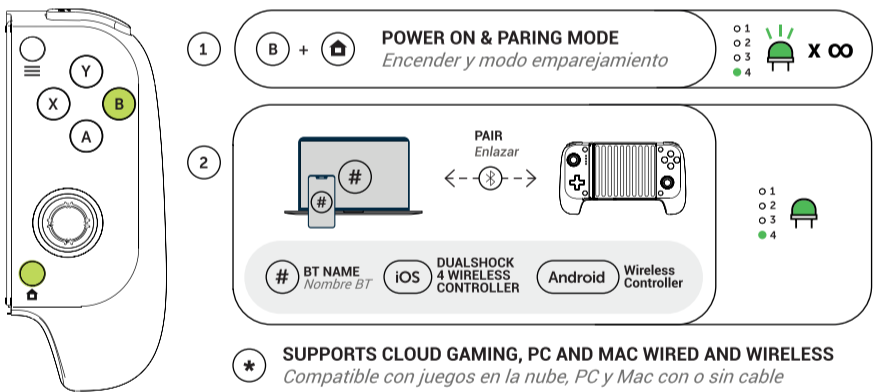 Y
X
B
A
1
B + POWER ON & PARING MODE
Encender y modo emparejamiento
1
2
3
4
x ∞
2
PAIR
Enlazar
#
#
1
2
3
4
# BT NAME
Nombre BT
iOS DUALSHOCK
4 WIRELESS
CONTROLLER
Android Wireless
Controller
* SUPPORTS CLOUD GAMING, PC AND MAC WIRED AND WIRELESS
Compatible con juegos en la nube, PC y Mac con o sin cable